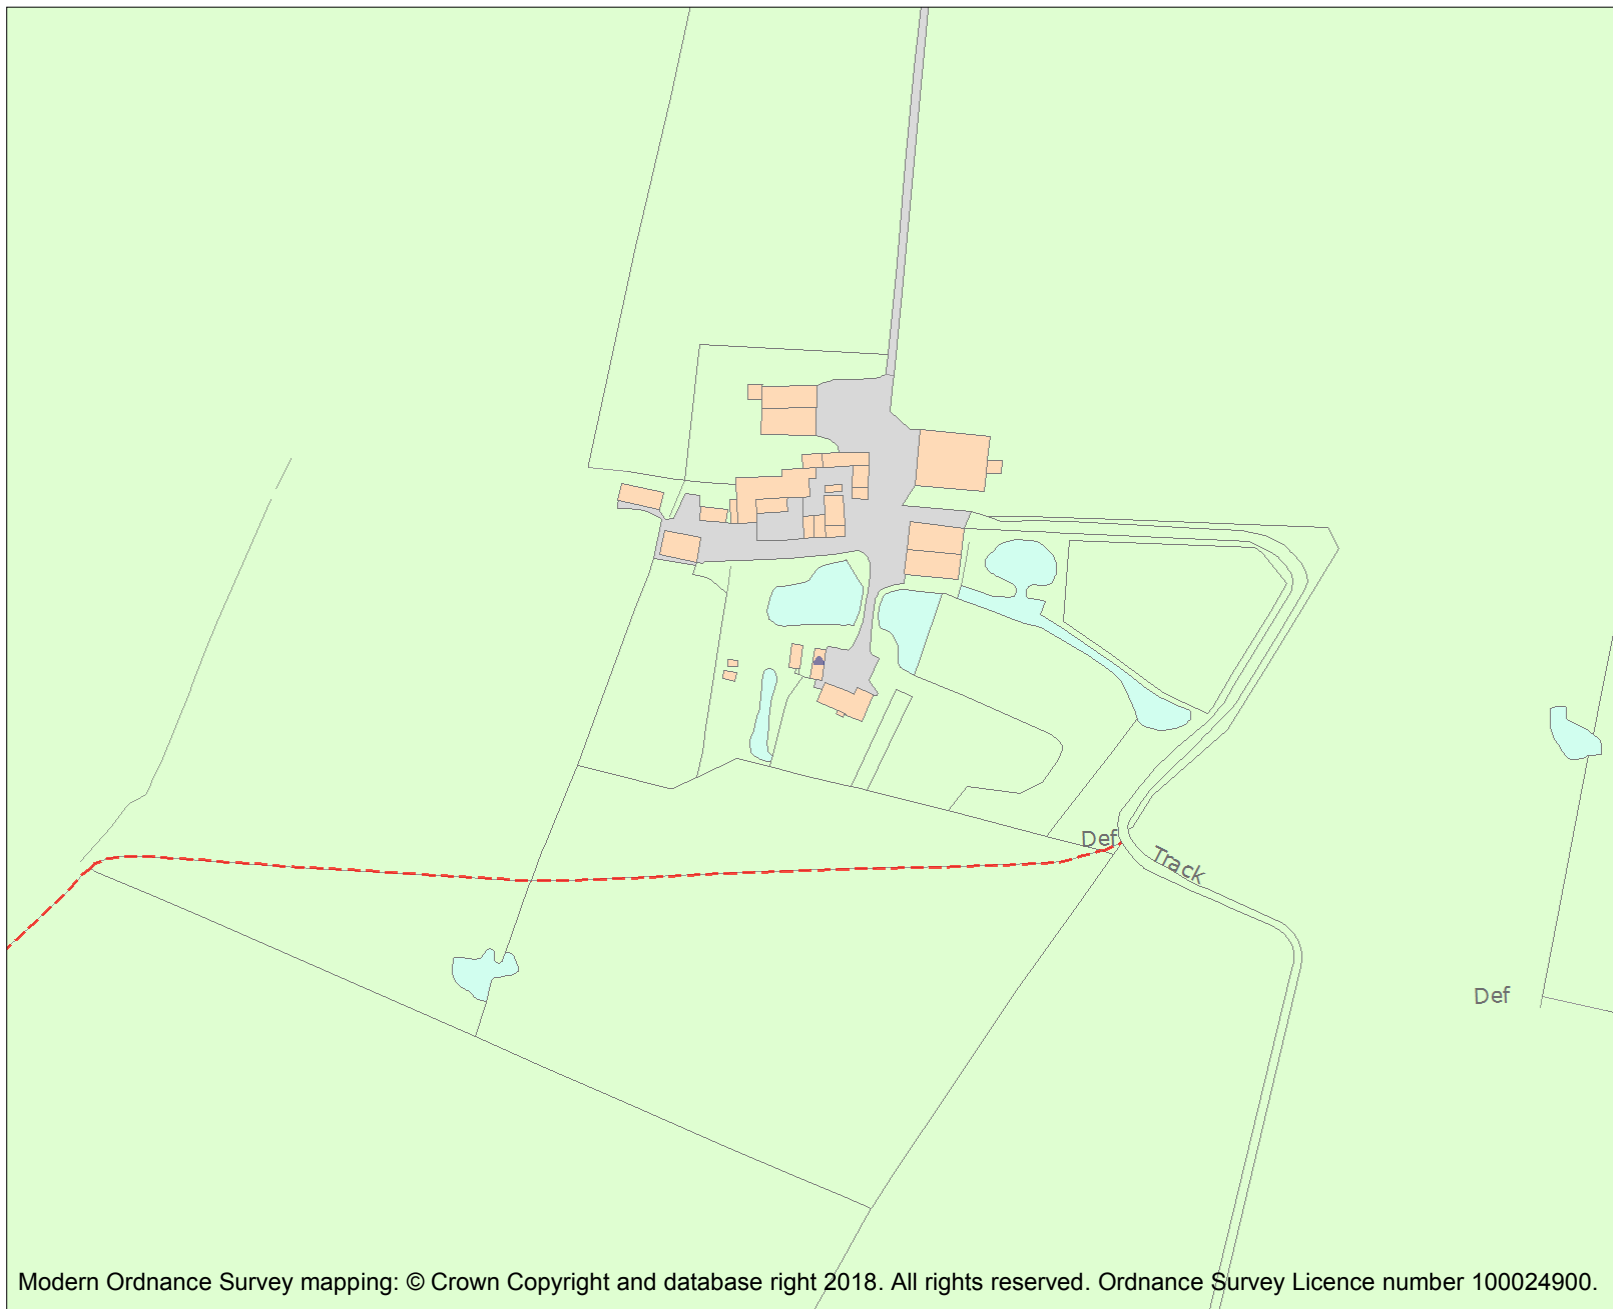 Def
Track
Def
Modern Ordnance Survey mapping: © Crown Copyright and database right 2018. All rights reserved. Ordnance Survey Licence number 100024900.